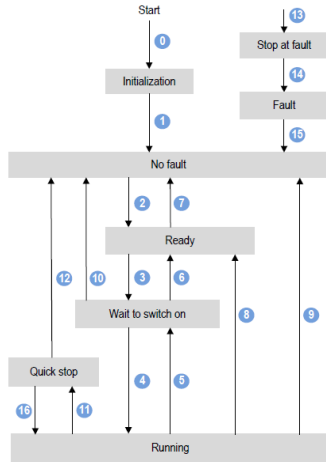 Start
0
13
Stop at fault
Initialization
14
Fault
1
15
No fault
2
7
Ready
3
6
12
10
8
9
Wait to switch on
Quick stop
4
5
16
11
Running